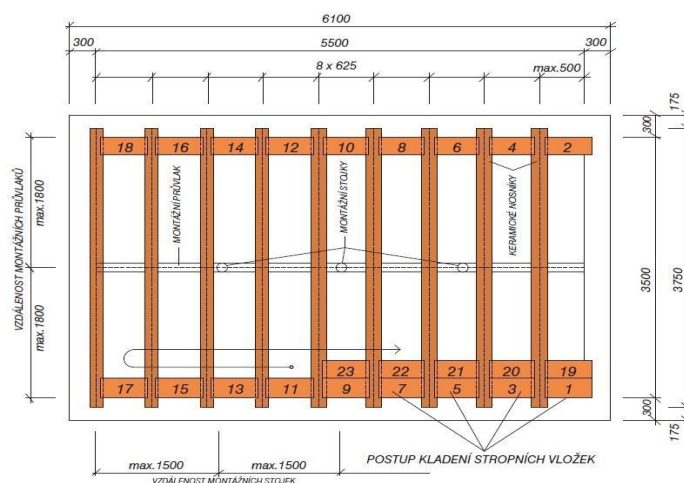 6100
300 5500 300
8 x 625 max.500
175
300
18 16 14 12 10 8 6 4 2
VZDÁLENOST MONTÁŽNÍCH PRŮVLAKŮ
max.1800
max.1800
MONTÁŽNÍ PRŮVLAK
MONTÁŽNÍ STOJKY
KERAMICKÉ NOSNÍKY
3500
3750
23 22 21 20 19
17 15 13 11 9 7 5 3 1
300
175
max.1500 max.1500
POSTUP KLADENÍ STROPNÍCH VLOŽEK
VZDÁLENOST MONTÁŽNÍCH STOJEK